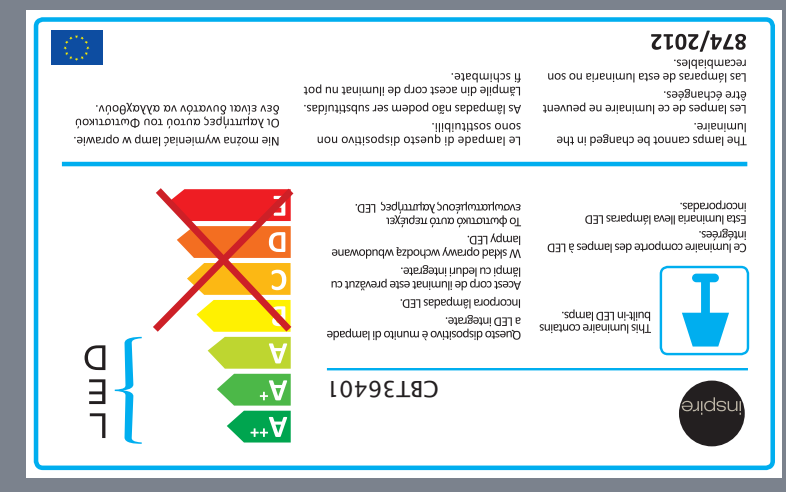 inspire
CBT36401
A++
A+
A
B
C
D
E
L
E
D
This luminaire contains
built-in LED lamps.
Ce luminaire comporte des lampes à LED
intégrées.
Esta luminaria lleva lámparas LED
incorporadas.
Questo dispositivo è munito di lampade
a LED integrate.
Incorpora lâmpadas LED.
Acest corp de iluminat este prevăzut cu
lămpi cu leduri integrate.
W skład oprawy wchodzą wbudowane
lampy LED.
Το φωτιστικό αυτό περιέχει
ενσωματωμένους λαμπτήρες LED.
The lamps cannot be changed in the
luminaire.
Les lampes de ce luminaire ne peuvent
être échangées.
Las lámparas de esta luminaria no son
recambiables.
Le lampade di questo dispositivo non
sono sostituibili.
As lâmpadas não podem ser substituídas.
Lămpile din acest corp de iluminat nu pot
fi schimbate.
Nie można wymieniać lamp w oprawie.
Οι λαμπτήρες αυτού του Φωτιστικού
δεν είναι δυνατόν να αλλαχθούν.
874/2012